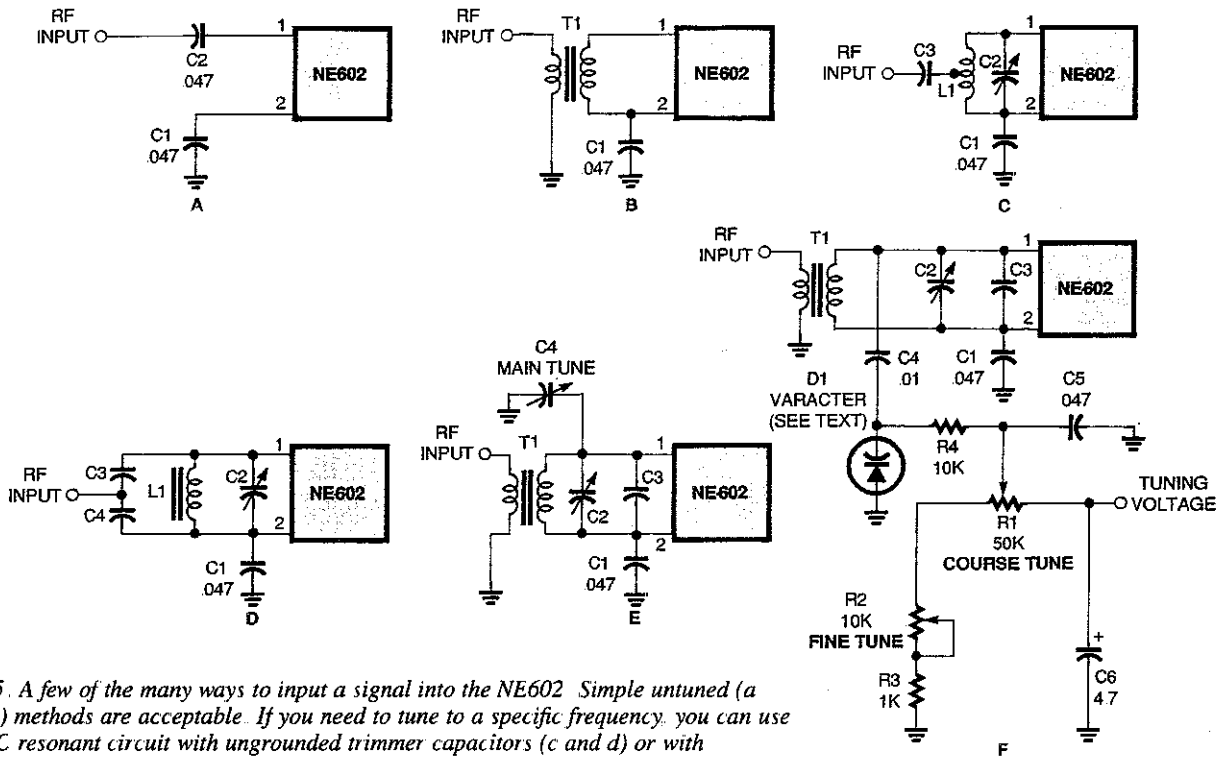 RF
INPUT
C2
.047
1
2
NE602
C1
.047
A
RF
INPUT
T1
1
2
NE602
C1
.047
B
RF
INPUT
C3
L1
C2
1
2
NE602
C1
.047
C
RF
INPUT
C3
C4
L1
C2
1
2
NE602
C1
.047
D
C4
MAIN TUNE
RF
INPUT
T1
C2
C3
1
2
NE602
C1
.047
E
RF
INPUT
T1
C2
C3
1
2
NE602
C4
.01
C1
.047
D1
VARACTER
(SEE TEXT)
R4
10K
C5
047
TUNING
VOLTAGE
R1
50K
COURSE TUNE
R2
10K
FINE TUNE
R3
1K
+
C6
4.7
F
5. A few of the many ways to input a signal into the NE602 Simple untuned (a
) methods are acceptable. If you need to tune to a specific frequency you can use
C resonant circuit with ungrounded trimmer capacitors (c and d) or with